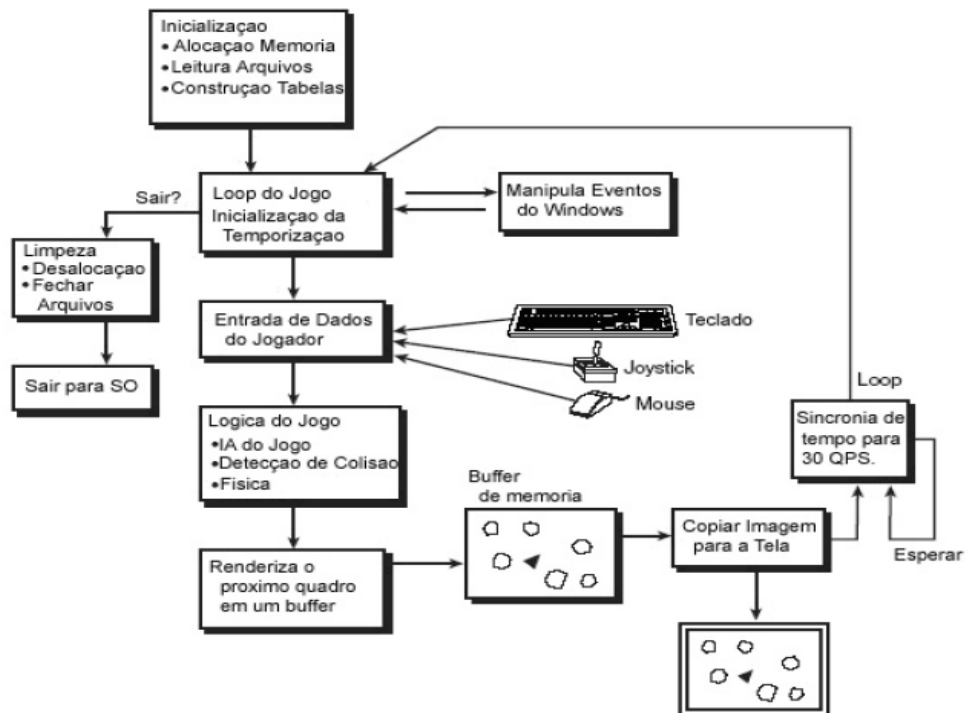 Inicializaçao
• Alocaçao Memoria
• Leitura Arquivos
• Construçao Tabelas
Sair?
Loop do Jogo
Inicializaçao da
Temporizaçao
Manipula Eventos
do Windows
Limpeza
• Desalocaçao
• Fechar
Arquivos
Entrada de Dados
do Jogador
Teclado
Joystick
Mouse
Sair para SO
Loop
Logica do Jogo
• IA do Jogo
• Detecçao de Colisao
• Fisica
Sincronia de
tempo para
30 QPS.
Buffer
de memoria
Copiar Imagem
para a Tela
Esperar
Renderiza o
proximo quadro
em um buffer